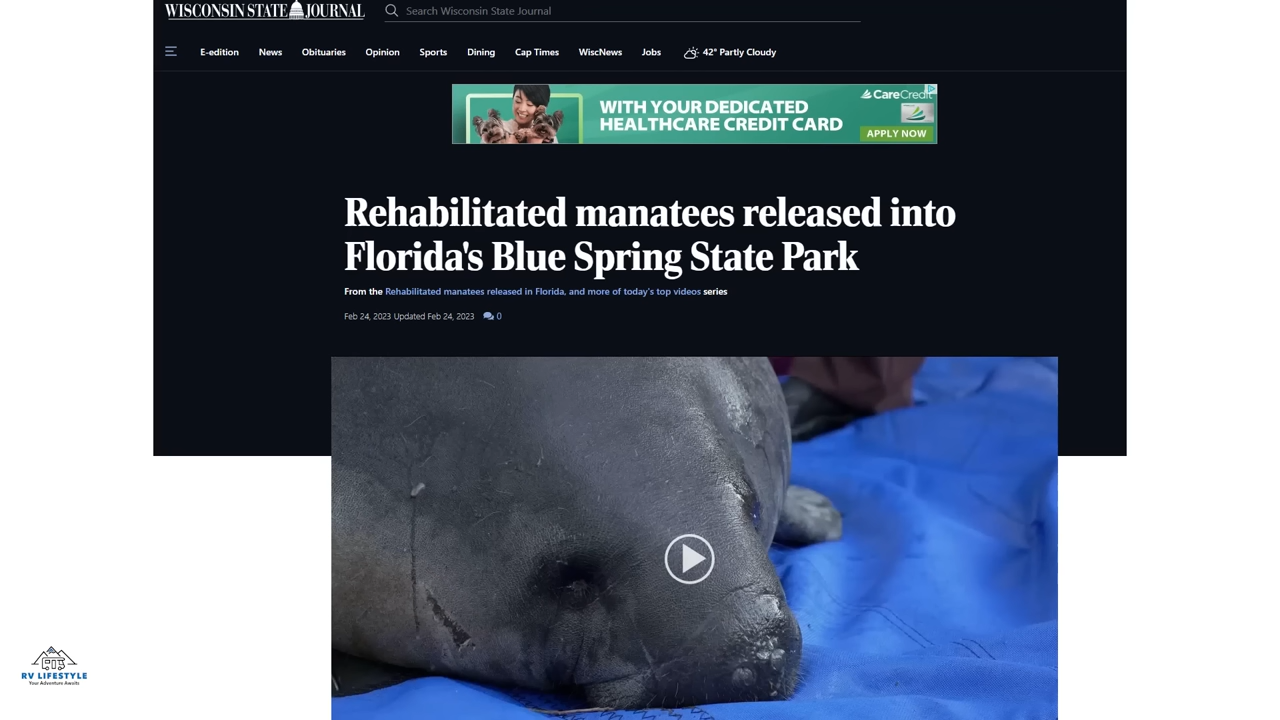 WISCONSIN STATE JOURNAL
Search Wisconsin State Journal
E-edition News Obituaries Opinion Sports Dining Cap Times WiscNews Jobs 42° Partly Cloudy
WITH YOUR DEDICATED
HEALTHCARE CREDIT CARD
CareCredit
APPLY NOW
Rehabilitated manatees released into
Florida's Blue Spring State Park
From the Rehabilitated manatees released in Florida, and more of today's top videos series
Feb 24, 2023 Updated Feb 24, 2023 0
RV LIFESTYLE
Your Adventure Awaits